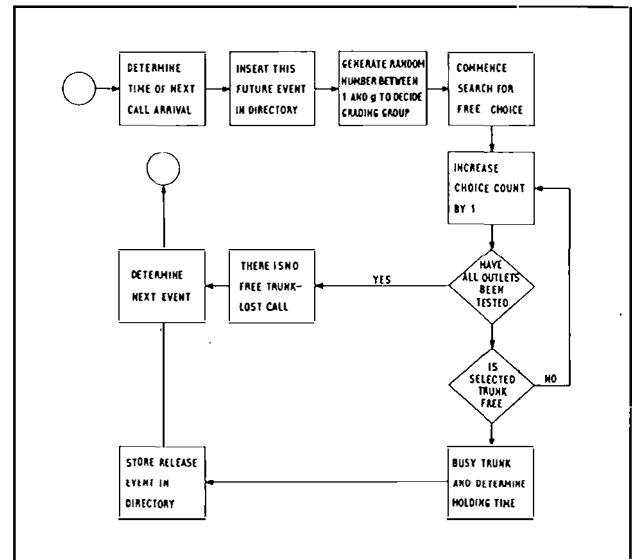 DETERMINE
TIME OF NEXT
CALL ARRIVAL
INSERT THIS
FUTURE EVENT
IN DIRECTORY
GENERATE RANDOM
NUMBER BETWEEN
1 AND g TO DECIDE
GRADING GROUP
COMMENCE
SEARCH FOR
FREE CHOICE
INCREASE
CHOICE COUNT
BY 1
HAVE
ALL OUTLETS
BEEN
TESTED
YES
THERE IS NO
FREE TRUNK-
LOST CALL
DETERMINE
NEXT EVENT
IS
SELECTED
TRUNK
FREE
NO
BUSY TRUNK
AND DETERMINE
HOLDING TIME
STORE RELEASE
EVENT IN
DIRECTORY